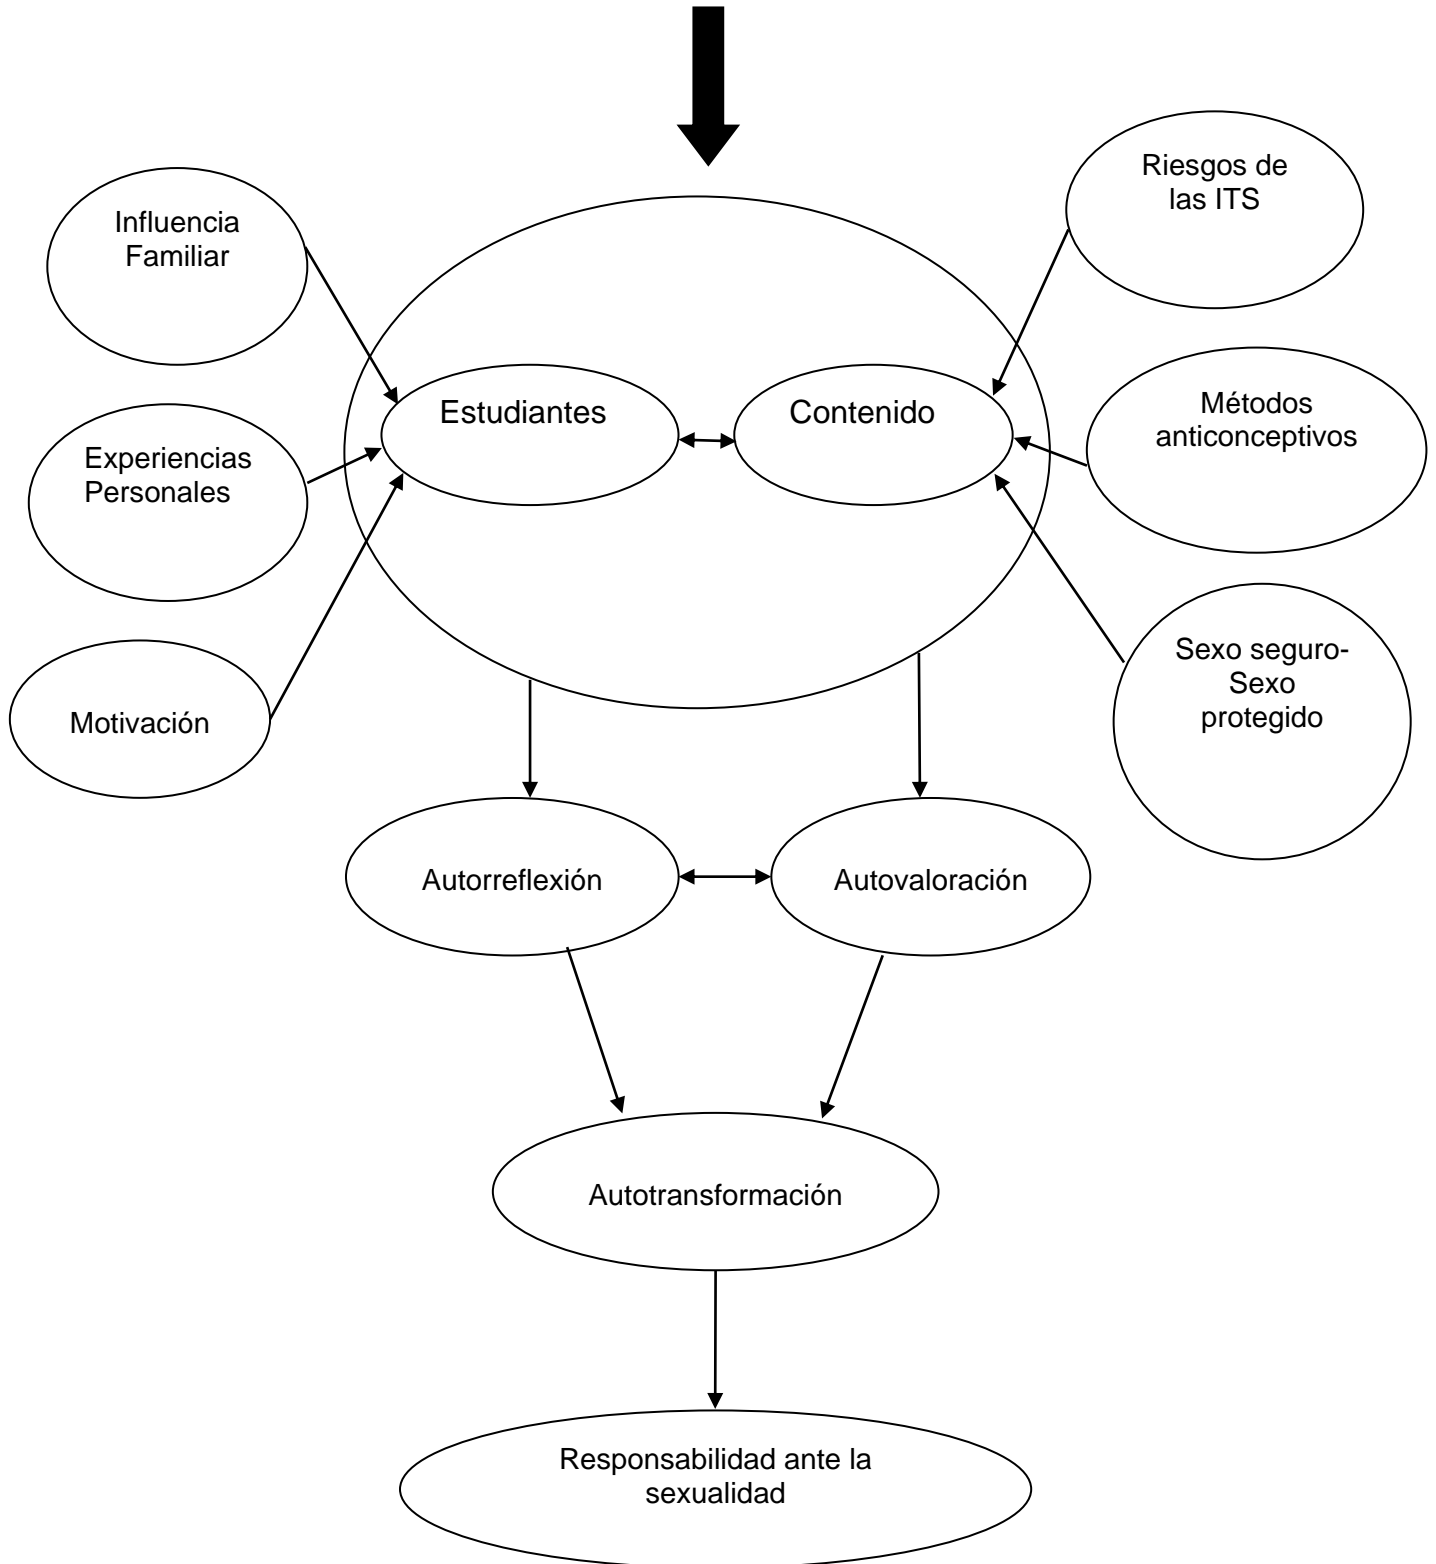 Riesgos de
las ITS
Influencia
Familiar
Estudiantes
Contenido
Métodos
anticonceptivos
Experiencias
Personales
Sexo seguro-
Sexo
protegido
Motivación
Autorreflexión
Autovaloración
Autotransformación
Responsabilidad ante la
sexualidad